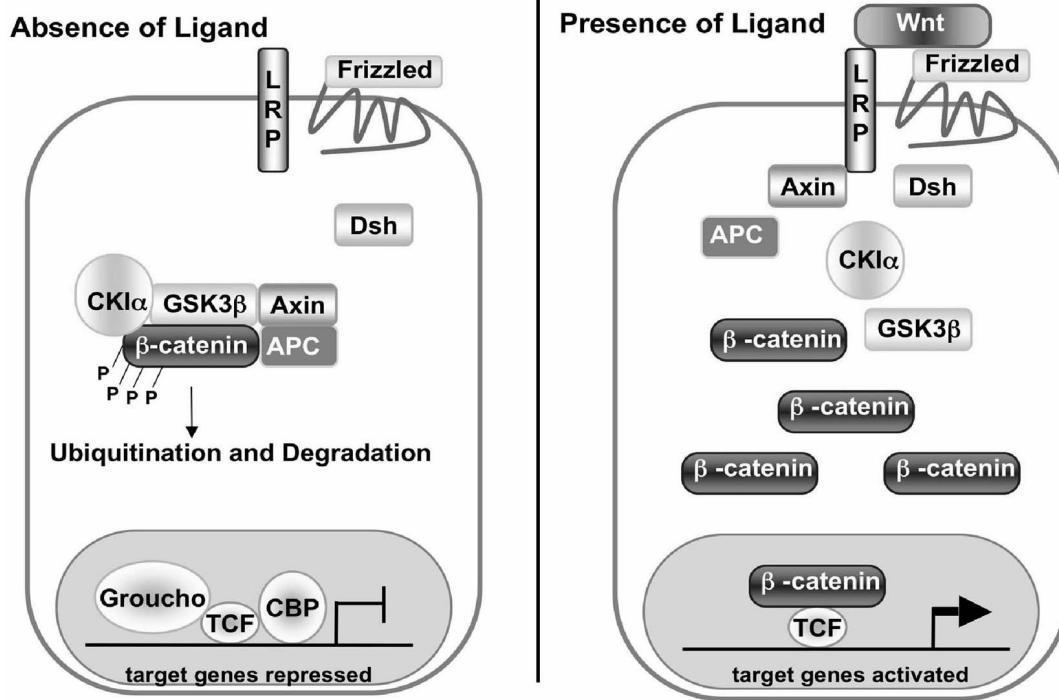 Absence of Ligand
LRP
Frizzled
Dsh
CKIα
GSK3β
Axin
β-catenin
APC
P
P P P
Ubiquitination and Degradation
Groucho
TCF
CBP
target genes repressed
Presence of Ligand
Wnt
LRP
Frizzled
Axin
Dsh
APC
CKIα
GSK3β
β -catenin
β -catenin
β -catenin
β -catenin
β -catenin
TCF
target genes activated